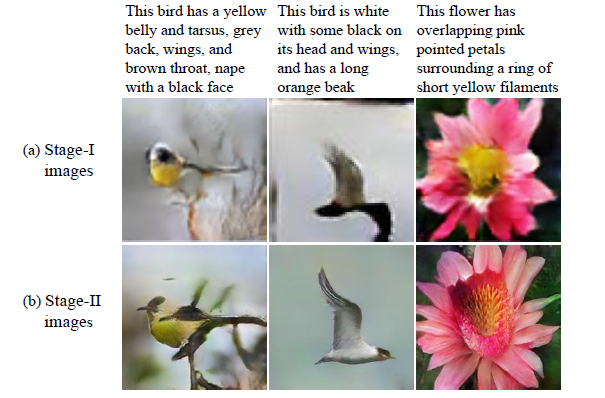 This bird has a yellow
belly and tarsus, grey
back, wings, and
brown throat, nape
with a black face
This bird is white
with some black on
its head and wings,
and has a long
orange beak
This flower has
overlapping pink
pointed petals
surrounding a ring of
short yellow filaments
(a) Stage-I
images
(b) Stage-II
images